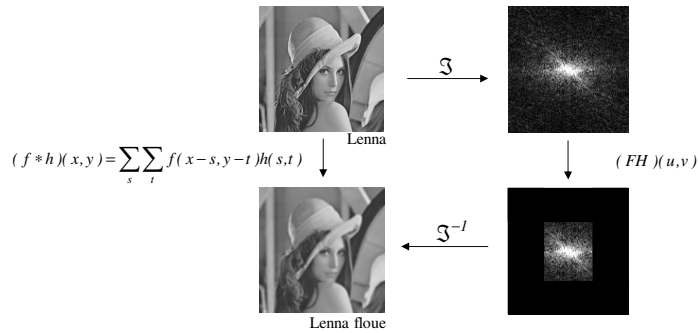 ℑ
Lenna
( f * h )( x, y ) = ∑ₛ ∑ₜ f( x − s, y − t )h( s,t )
( FH )( u,v )
ℑ⁻¹
Lenna floue